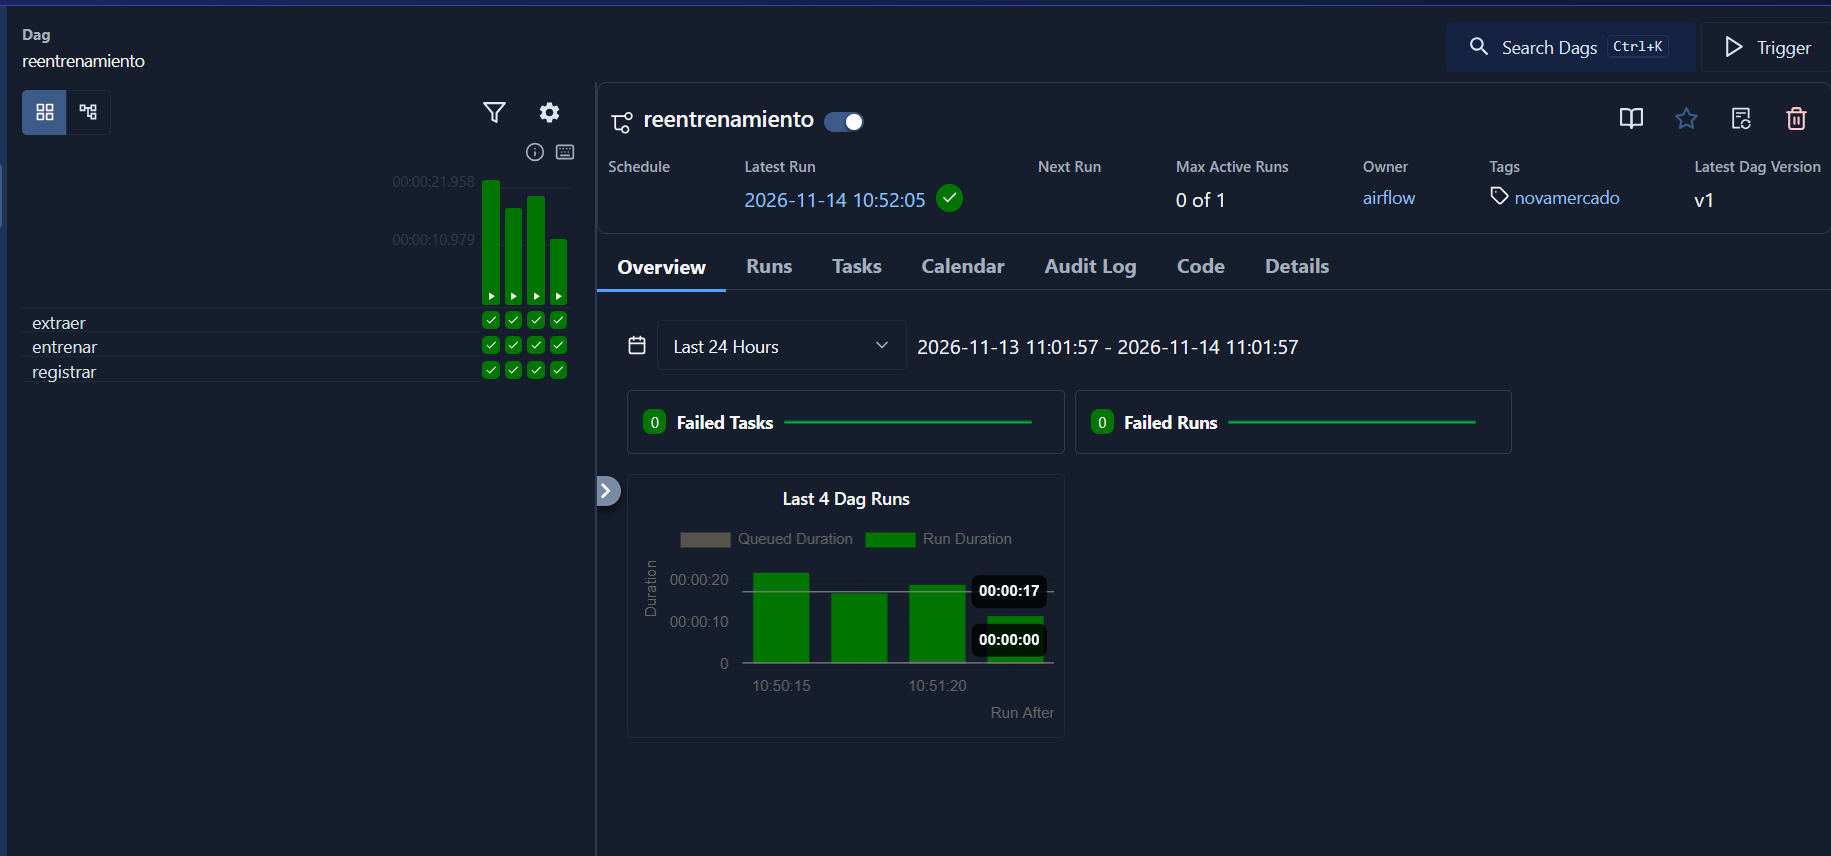 Dag
reentrenamiento
Search Dags Ctrl+K
Trigger
00:00:21.958
00:00:10.979
extraer
entrenar
registrar
reentrenamiento
Schedule Latest Run Next Run Max Active Runs Owner Tags Latest Dag Version
2026-11-14 10:52:05 0 of 1 airflow novamercado v1
Overview Runs Tasks Calendar Audit Log Code Details
Last 24 Hours 2026-11-13 11:01:57 - 2026-11-14 11:01:57
0 Failed Tasks 0 Failed Runs
Last 4 Dag Runs
Queued Duration Run Duration
Duration
00:00:20
00:00:17
00:00:10
00:00:00
0
10:50:15 10:51:20
Run After